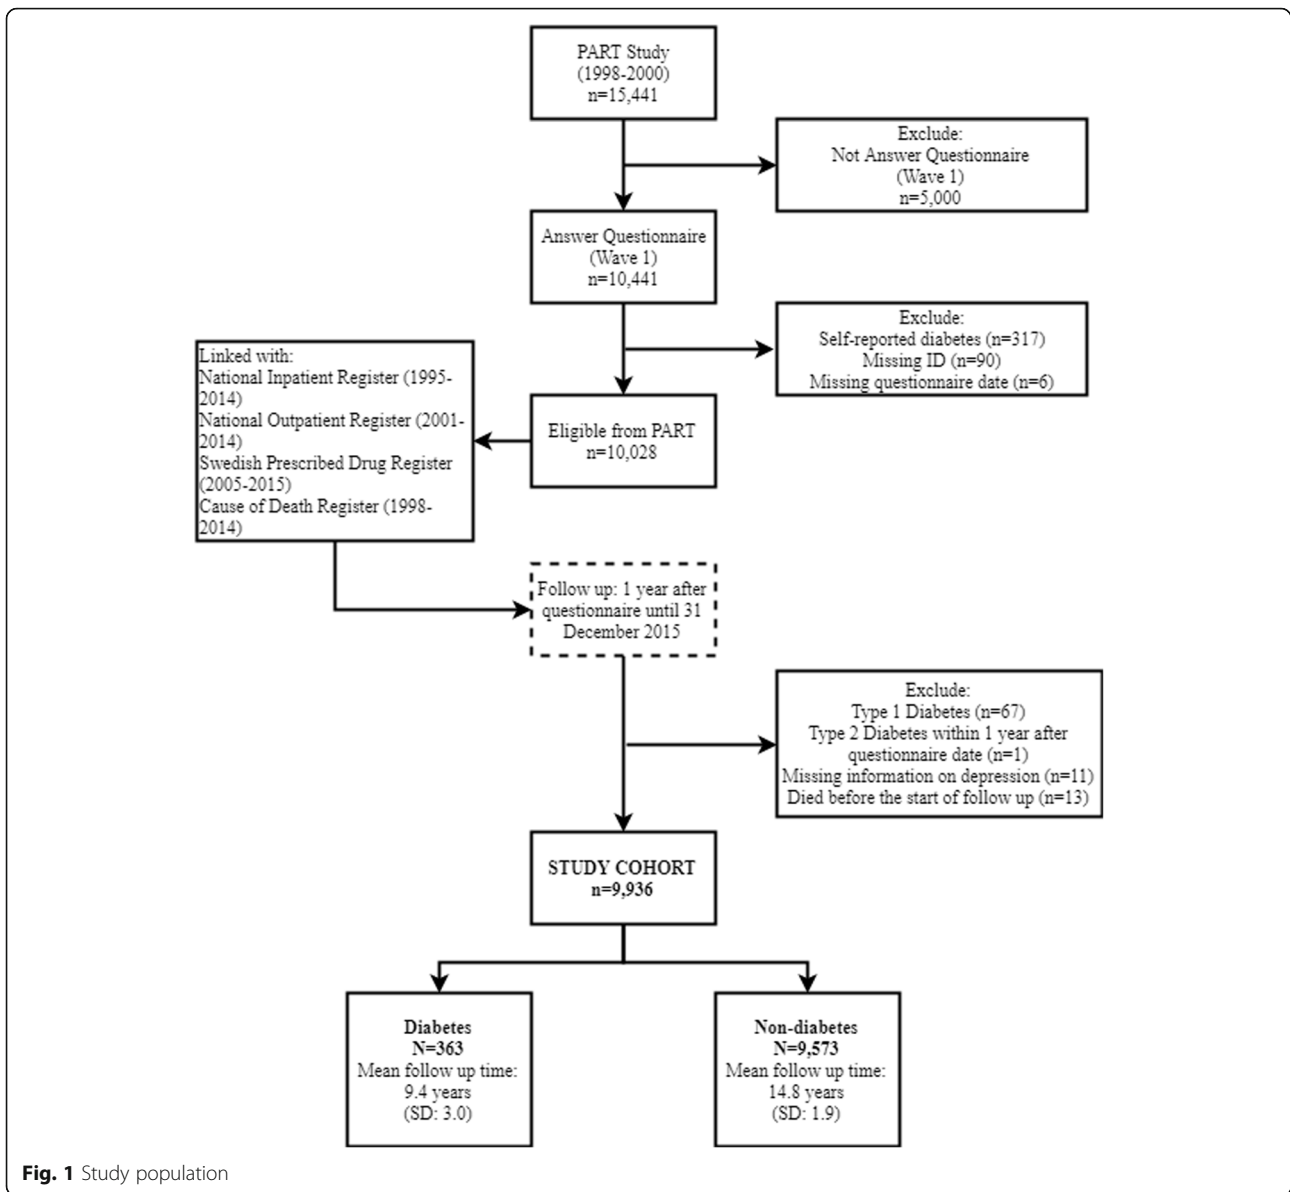 PART Study
(1998-2000)
n=15,441
Exclude:
Not Answer Questionnaire
(Wave 1)
n=5,000
Answer Questionnaire
(Wave 1)
n=10,441
Exclude:
Self-reported diabetes (n=317)
Missing ID (n=90)
Missing questionnaire date (n=6)
Eligible from PART
n=10,028
Linked with:
National Inpatient Register (1995-
2014)
National Outpatient Register (2001-
2014)
Swedish Prescribed Drug Register
(2005-2015)
Cause of Death Register (1998-
2014)
Follow up: 1 year after
questionnaire until 31
December 2015
Exclude:
Type 1 Diabetes (n=67)
Type 2 Diabetes within 1 year after
questionnaire date (n=1)
Missing information on depression (n=11)
Died before the start of follow up (n=13)
STUDY COHORT
n=9,936
Diabetes
N=363
Mean follow up time:
9.4 years
(SD: 3.0)
Non-diabetes
N=9,573
Mean follow up time:
14.8 years
(SD: 1.9)
Fig. 1 Study population